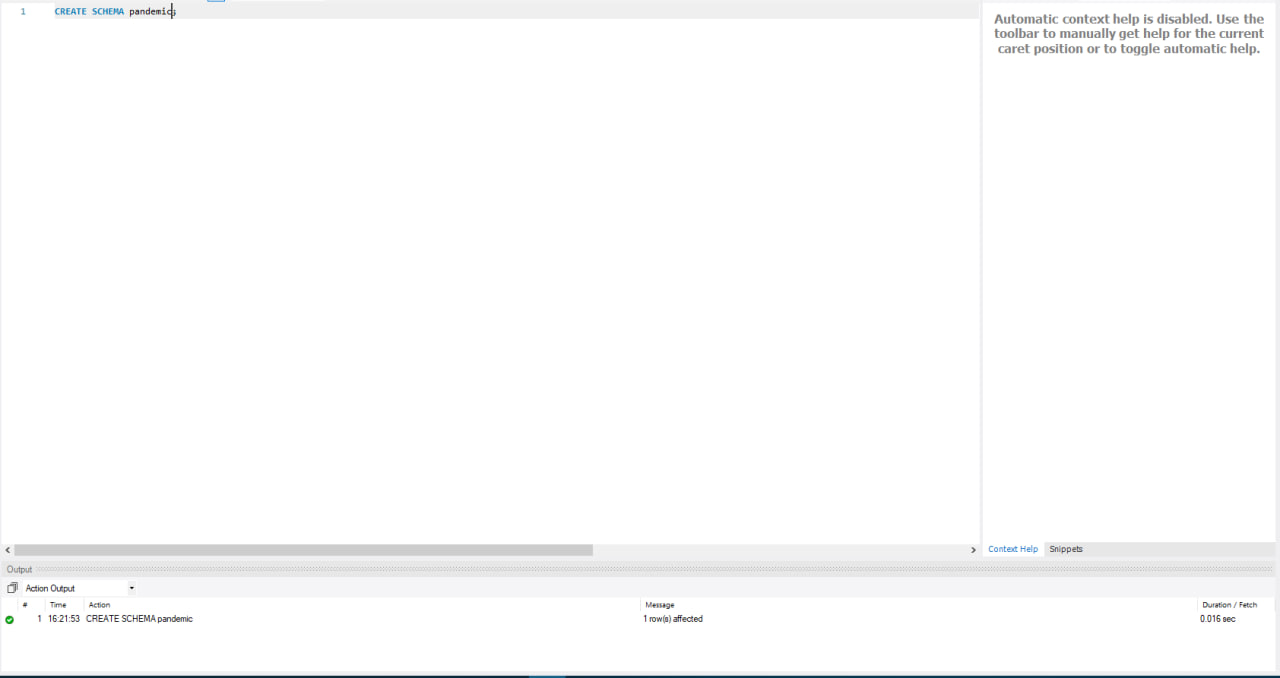 1 CREATE SCHEMA pandemic;
Automatic context help is disabled. Use the
toolbar to manually get help for the current
caret position or to toggle automatic help.
Context Help Snippets
Output
Action Output
# Time Action Message Duration / Fetch
1 16:21:53 CREATE SCHEMA pandemic 1 row(s) affected 0.016 sec